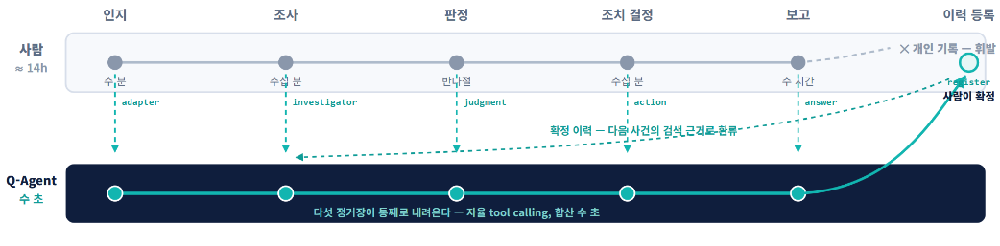 인지 조사 판정 조치 결정 보고 이력 등록
사람
≈ 14h
× 개인 기록 — 휘발
수 분 수십 분 반나절 수십 분 수 시간
register
사람이 확정
adapter investigator judgment action answer
확정 이력 — 다음 사건의 검색 근거로 환류
Q-Agent
수 초
다섯 정거장이 통째로 내려온다 — 자율 tool calling, 합산 수 초